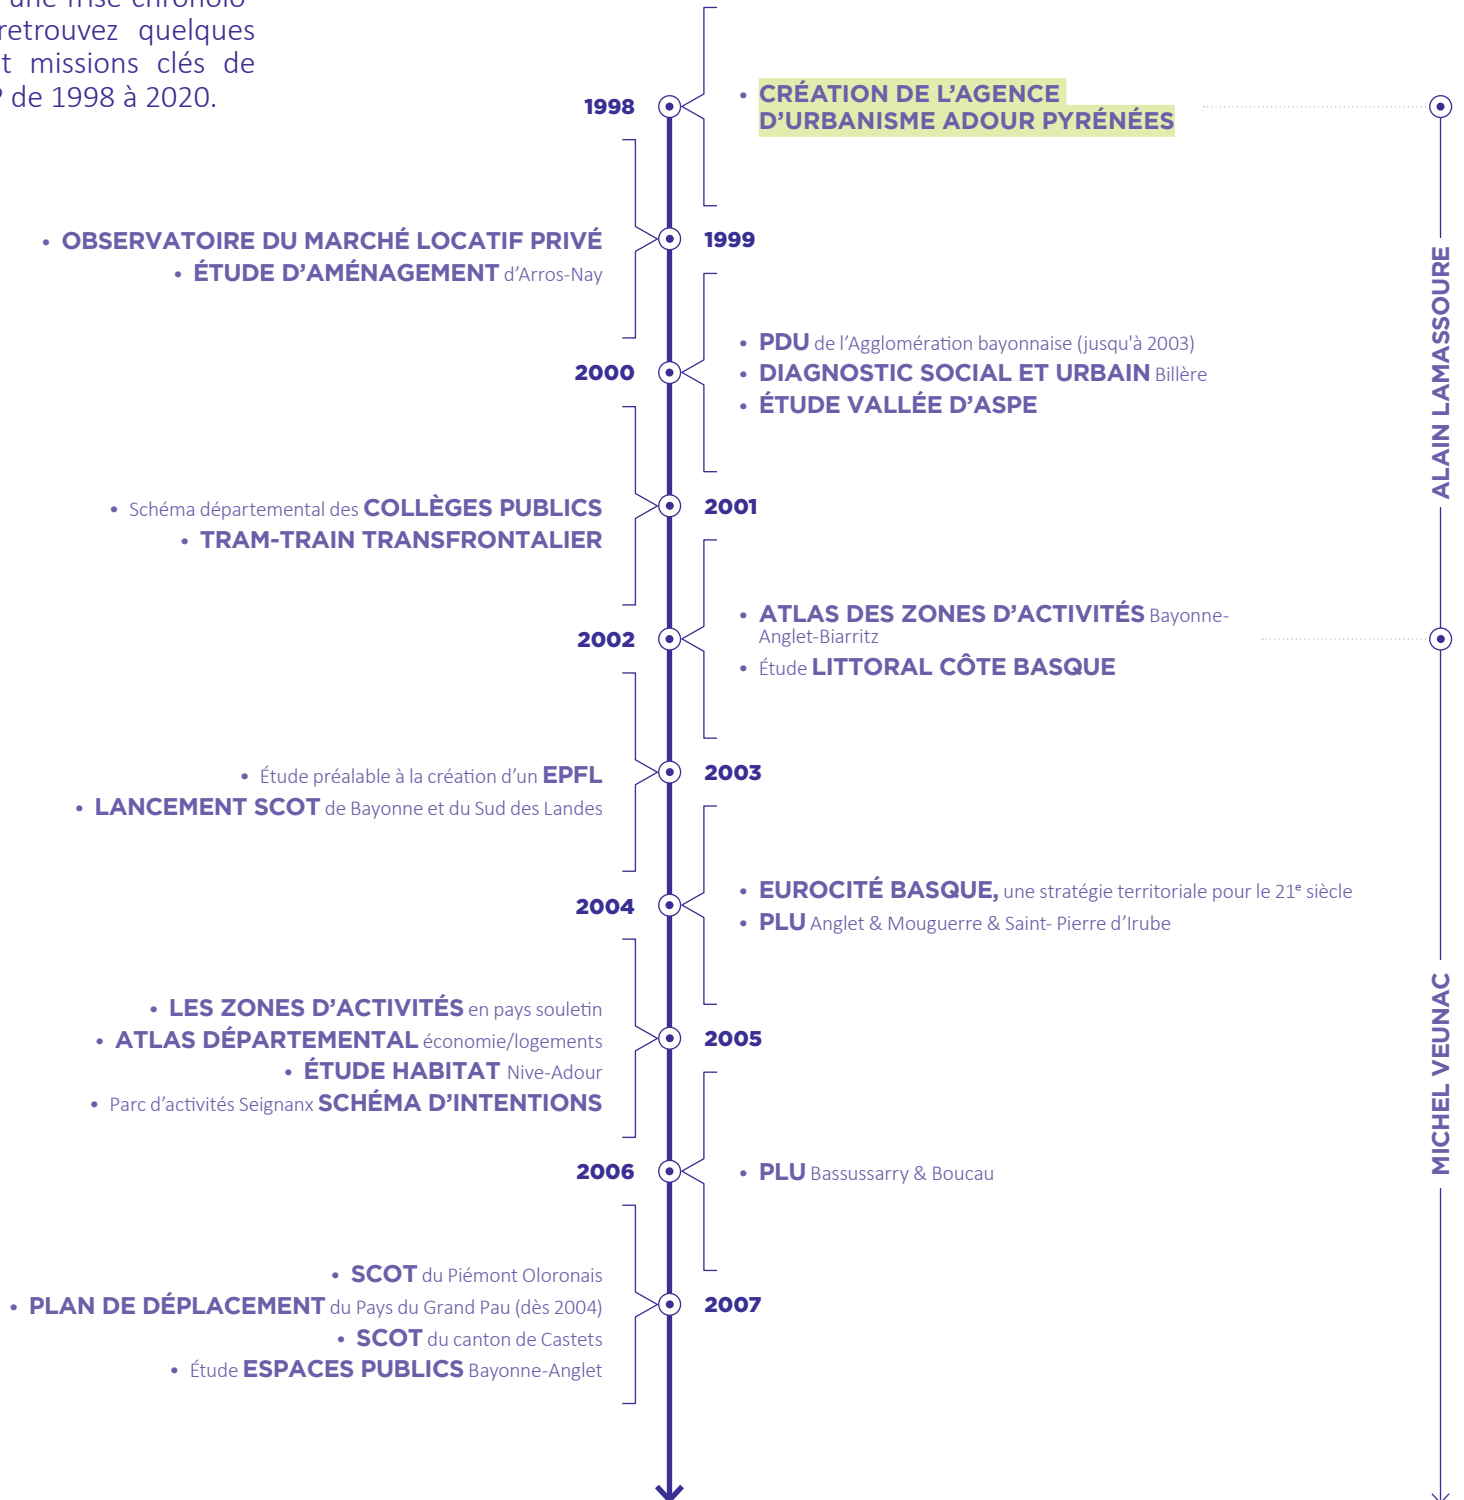 une frise chronolo-
retrouvez quelques
t missions clés de
de 1998 à 2020.
1998
• CRÉATION DE L'AGENCE
D'URBANISME ADOUR PYRÉNÉES
• OBSERVATOIRE DU MARCHÉ LOCATIF PRIVÉ
• ÉTUDE D'AMÉNAGEMENT d'Arros-Nay
1999
2000
• PDU de l'Agglomération bayonnaise (jusqu'à 2003)
• DIAGNOSTIC SOCIAL ET URBAIN Billère
• ÉTUDE VALLÉE D'ASPE
• Schéma départemental des COLLÈGES PUBLICS
• TRAM-TRAIN TRANSFRONTALIER
2001
2002
• ATLAS DES ZONES D'ACTIVITÉS Bayonne-
Anglet-Biarritz
• Étude LITTORAL CÔTE BASQUE
• Étude préalable à la création d'un EPFL
• LANCEMENT SCOT de Bayonne et du Sud des Landes
2003
2004
• EUROCITÉ BASQUE, une stratégie territoriale pour le 21e siècle
• PLU Anglet & Mouguerre & Saint- Pierre d'Irube
• LES ZONES D'ACTIVITÉS en pays souletin
• ATLAS DÉPARTEMENTAL économie/logements
• ÉTUDE HABITAT Nive-Adour
• Parc d'activités Seignanx SCHÉMA D'INTENTIONS
2005
2006
• PLU Bassussarry & Boucau
• SCOT du Piémont Oloronais
• PLAN DE DÉPLACEMENT du Pays du Grand Pau (dès 2004)
• SCOT du canton de Castets
• Étude ESPACES PUBLICS Bayonne-Anglet
2007
ALAIN LAMASSOURE
MICHEL VEUNAC